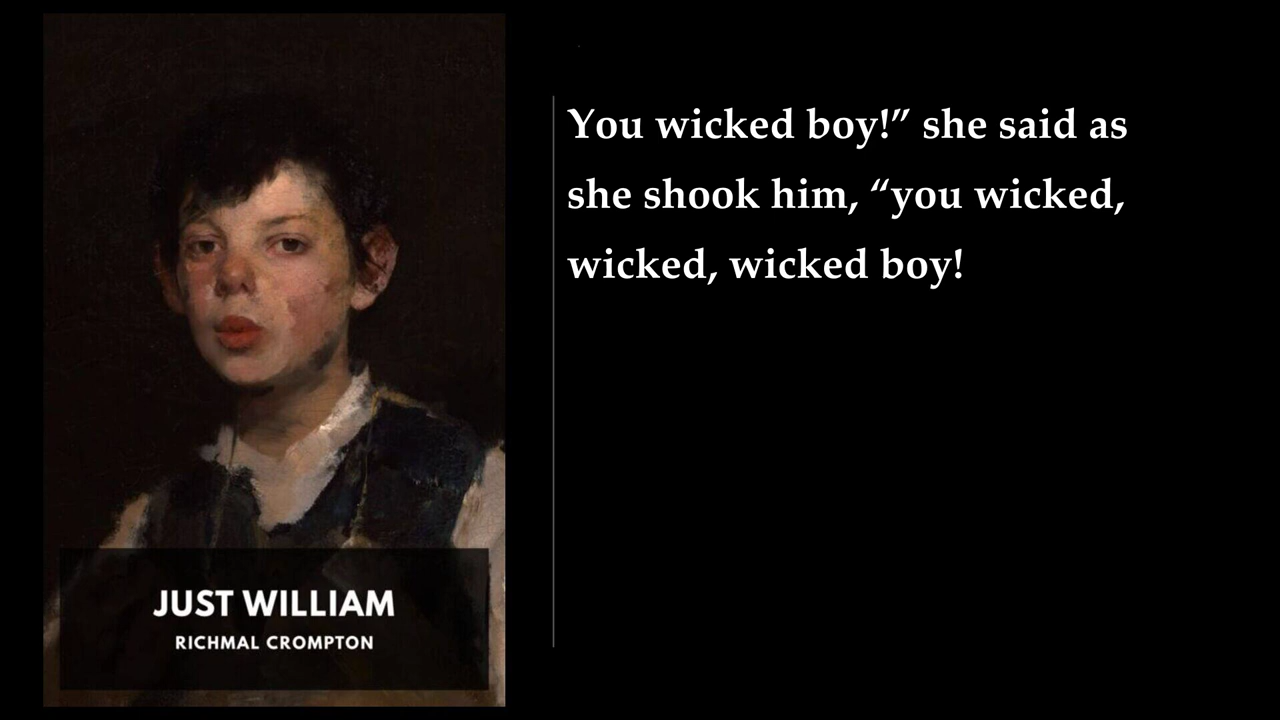 You wicked boy!” she said as
she shook him, “you wicked,
wicked, wicked boy!
JUST WILLIAM
RICHMAL CROMPTON